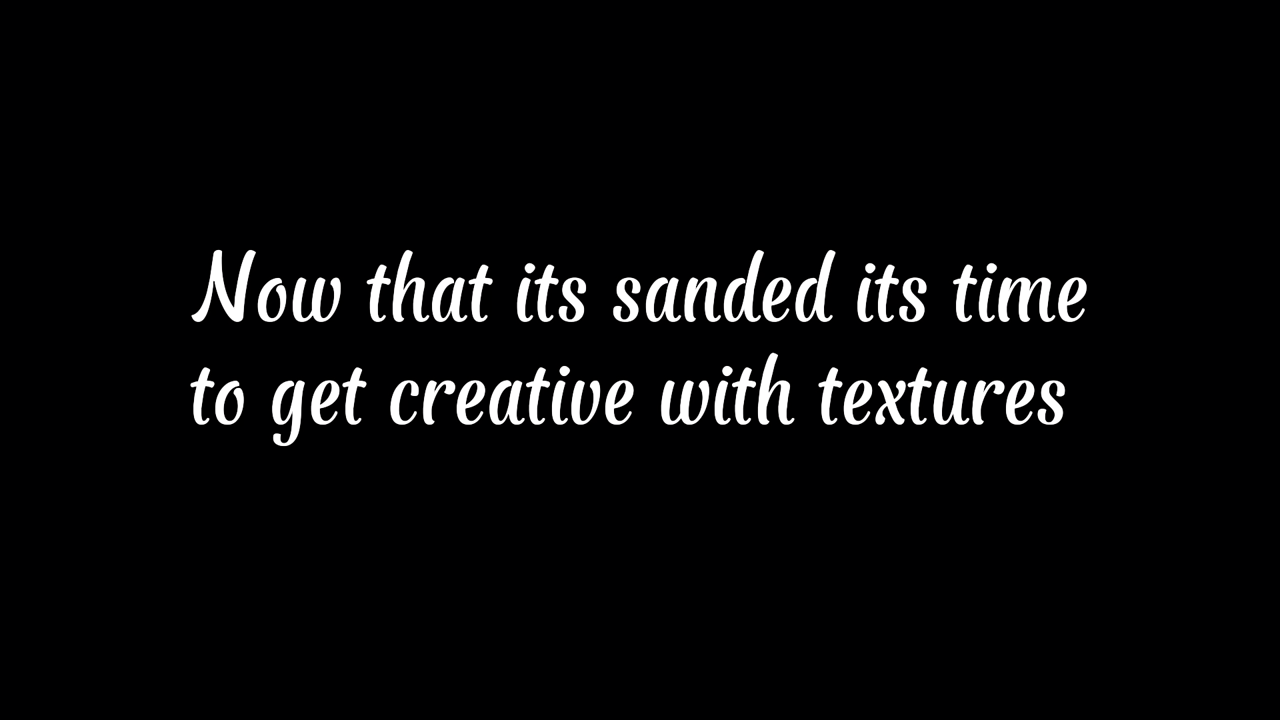 Now that its sanded its time
to get creative with textures